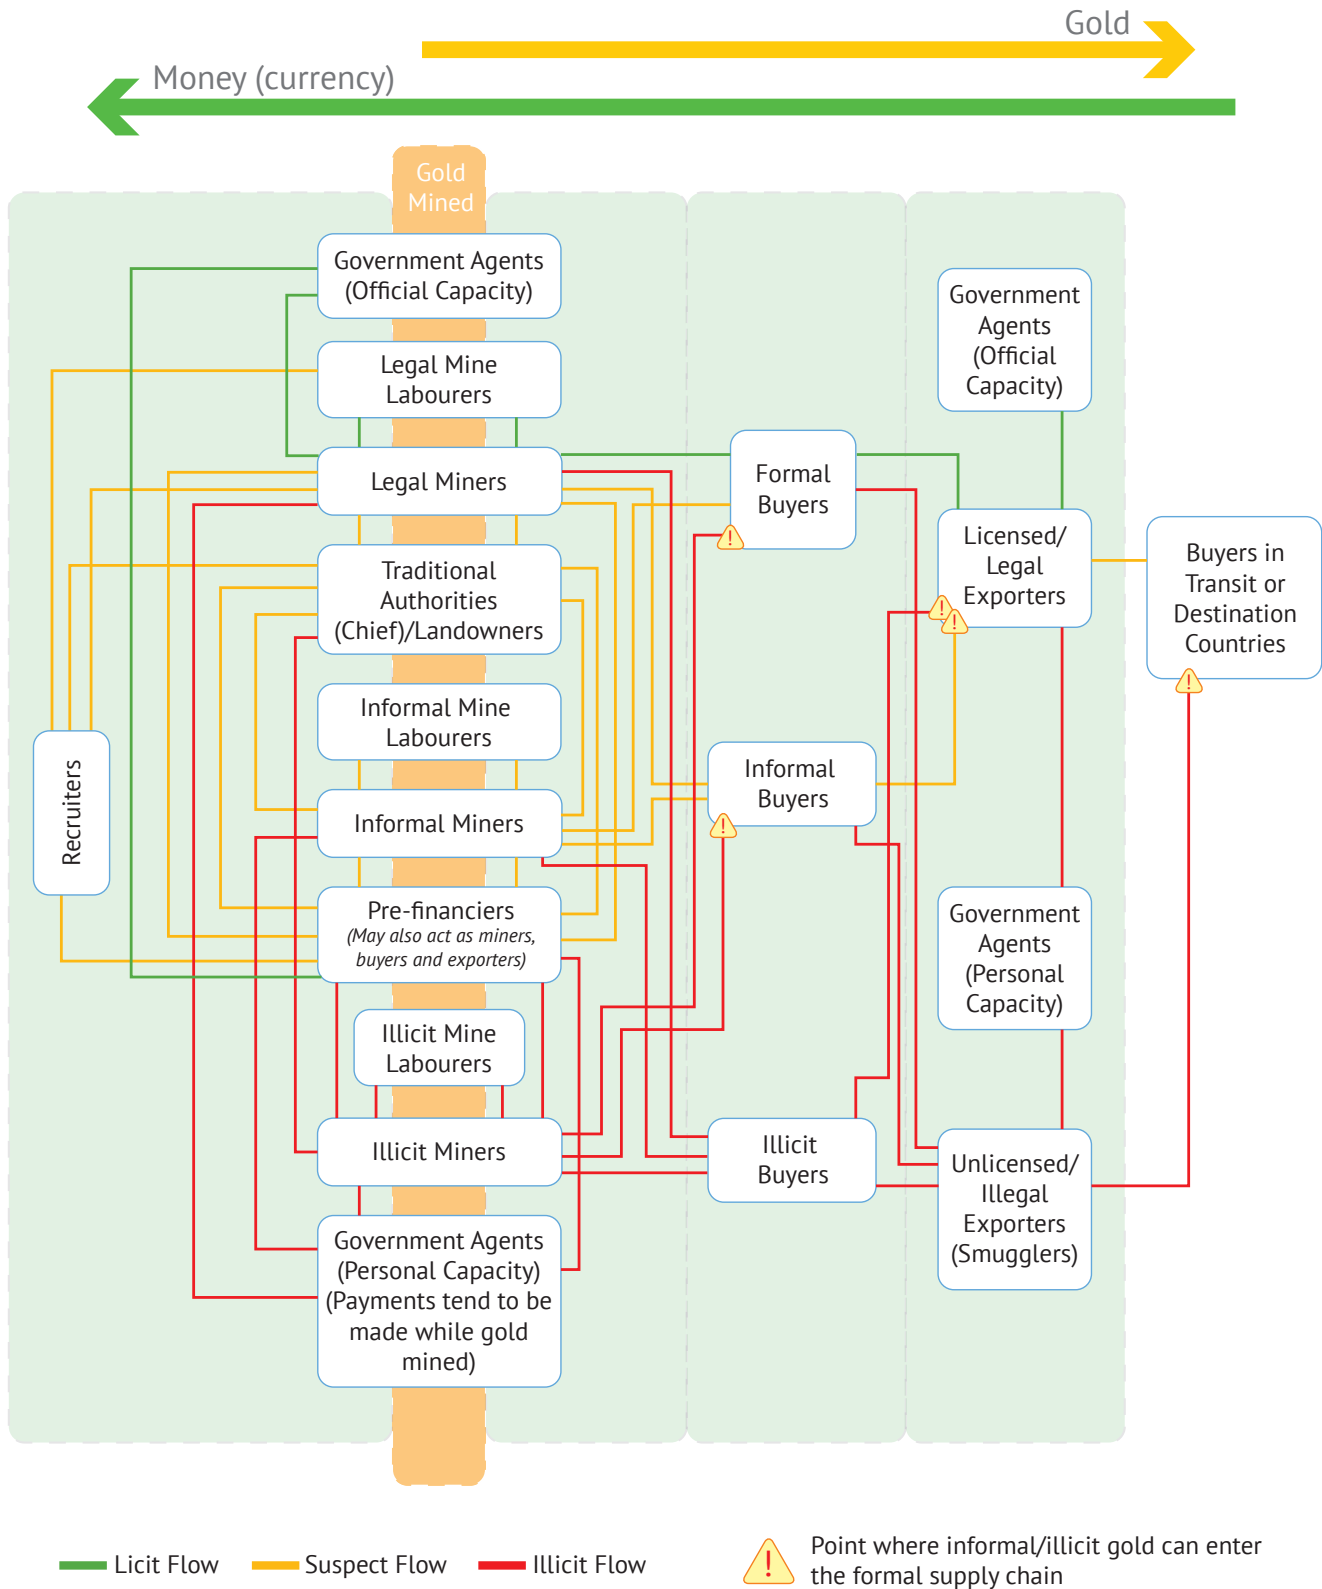 Gold
Money (currency)
Gold
Mined
Government Agents
(Official Capacity)
Legal Mine
Labourers
Legal Miners
Traditional
Authorities
(Chief)/Landowners
Informal Mine
Labourers
Informal Miners
Pre-financiers
(May also act as miners,
buyers and exporters)
Illicit Mine
Labourers
Illicit Miners
Government Agents
(Personal Capacity)
(Payments tend to be
made while gold
mined)
Recruiters
Formal
Buyers
Informal
Buyers
Illicit
Buyers
Government
Agents
(Official
Capacity)
Licensed/
Legal
Exporters
Government
Agents
(Personal
Capacity)
Unlicensed/
Illegal
Exporters
(Smugglers)
Buyers in
Transit or
Destination
Countries
Licit Flow
Suspect Flow
Illicit Flow
Point where informal/illicit gold can enter
the formal supply chain